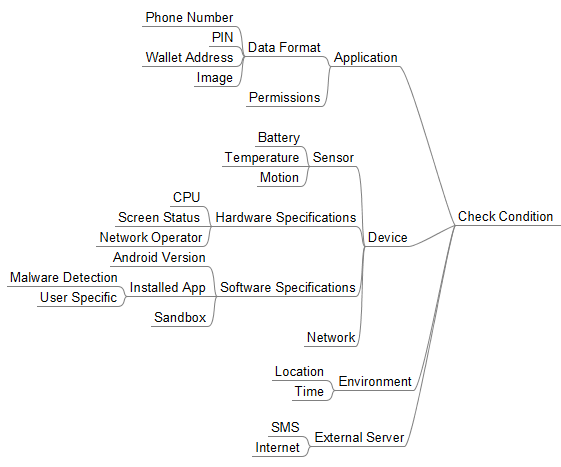 Phone Number
PIN
Data Format
Wallet Address
Application
Image
Permissions
Battery
Temperature
Sensor
Motion
CPU
Screen Status
Hardware Specifications
Check Condition
Network Operator
Device
Android Version
Malware Detection
Installed App
Software Specifications
User Specific
Sandbox
Network
Location
Environment
Time
SMS
External Server
Internet